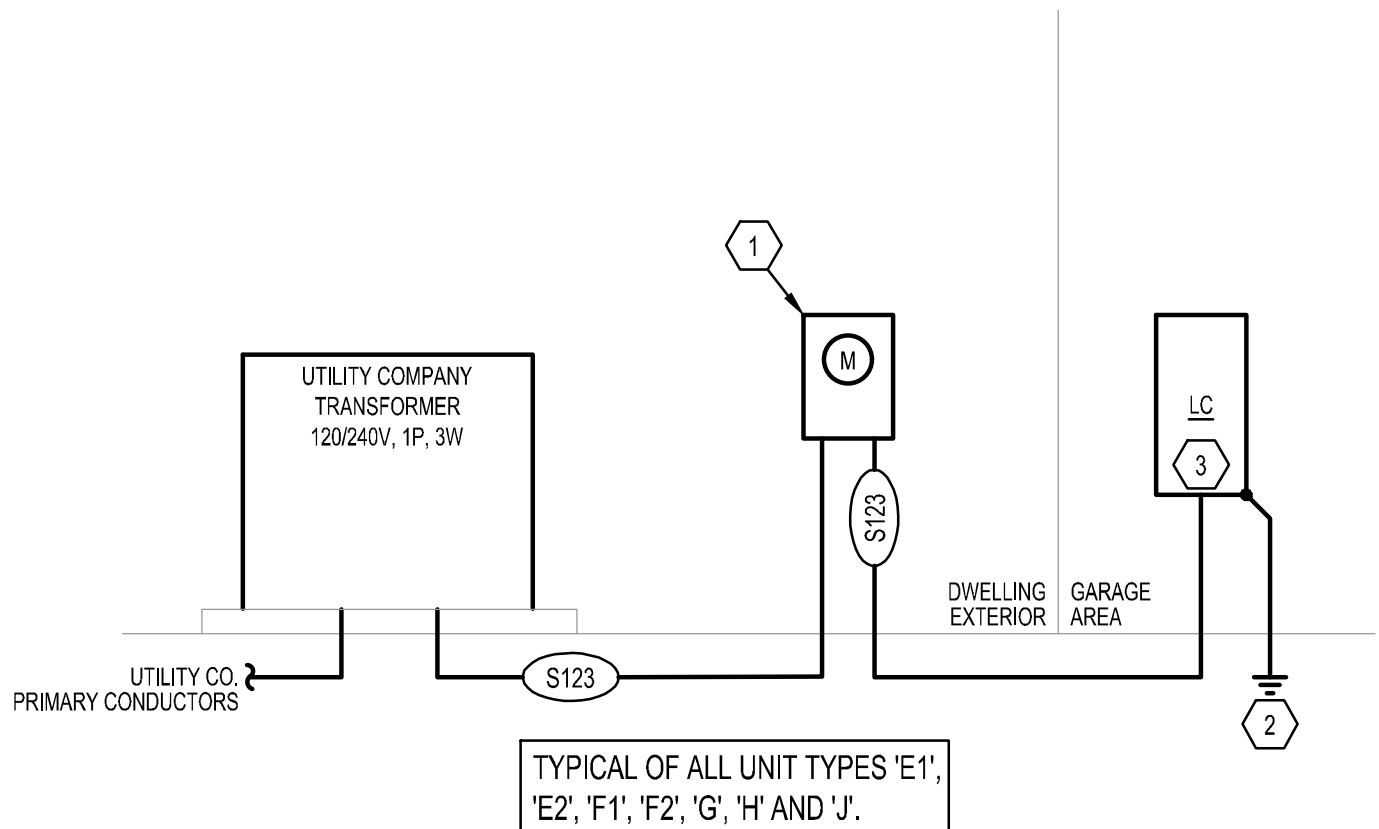 1
M
UTILITY COMPANY
TRANSFORMER
120/240V, 1P, 3W
LC
3
S123
DWELLING
EXTERIOR
GARAGE
AREA
UTILITY CO.
PRIMARY CONDUCTORS
S123
2
TYPICAL OF ALL UNIT TYPES 'E1',
'E2', 'F1', 'F2', 'G', 'H' AND 'J'.